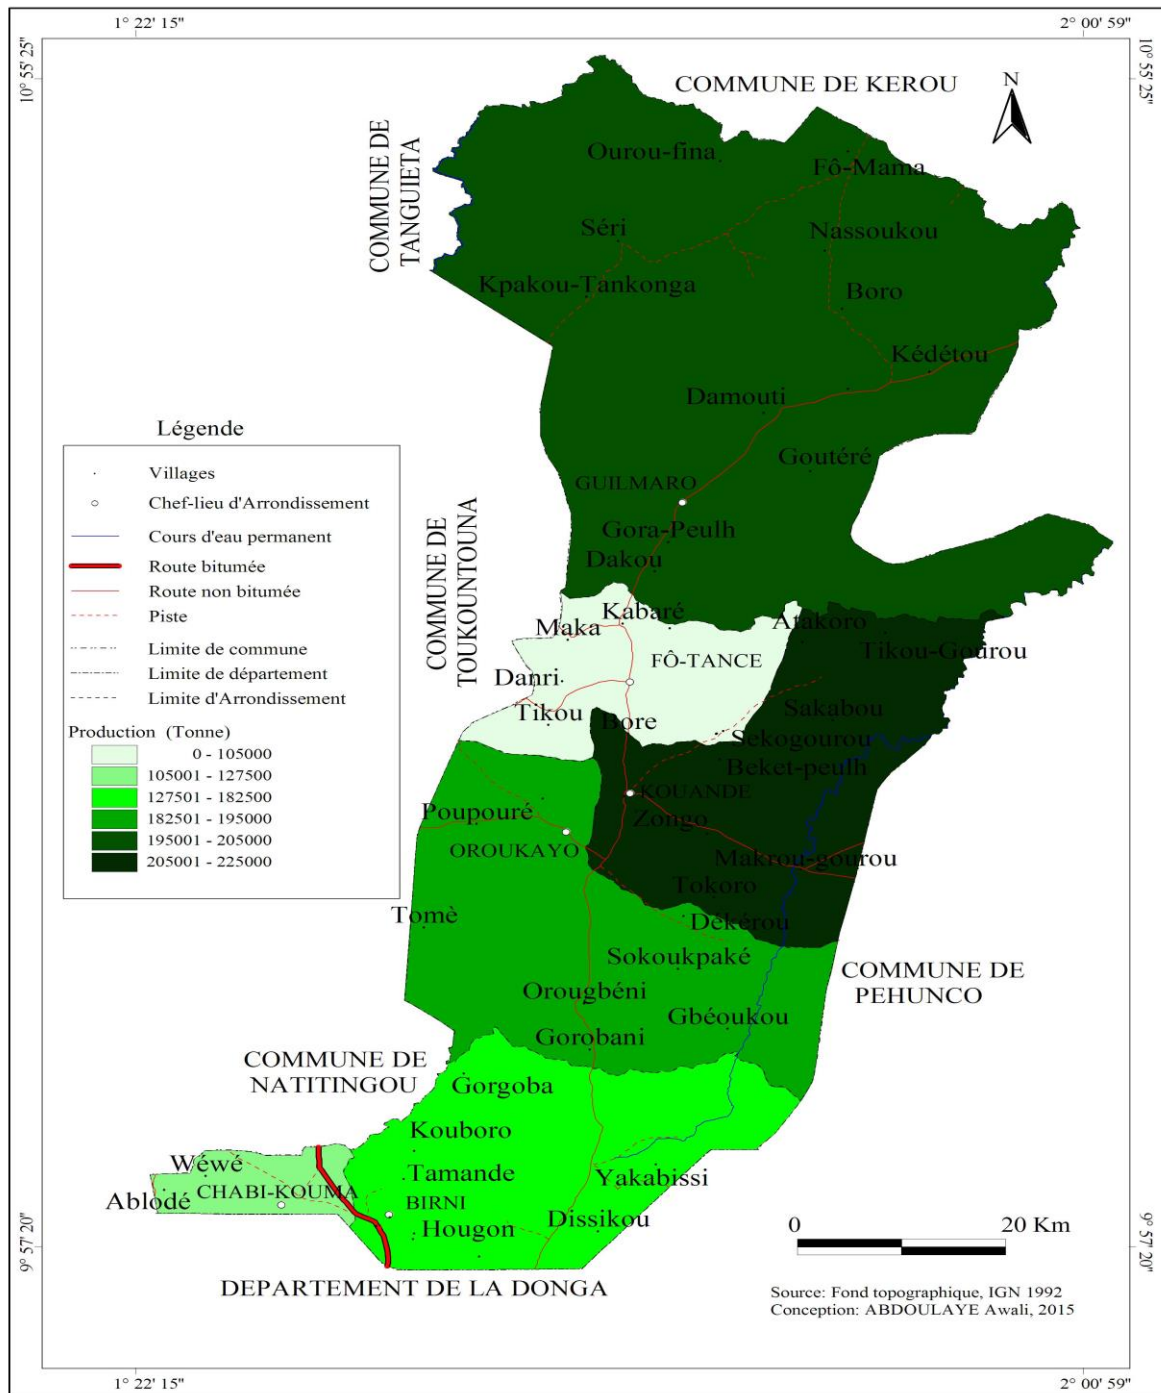 1° 22' 15"
2° 00' 59"
10° 55' 25"
10° 55' 25"
COMMUNE DE KEROU
N
COMMUNE DE
TANGUIETA
Ourou-fina
Fô-Mama
Séri
Nassoukou
Kpakou-Tankonga
Boro
Kédétou
Damouti
Goutéré
GUILMARO
Gora-Peulh
Dakou
COMMUNE DE
TOUKOUNTOUNA
Légende
Villages
Chef-lieu d'Arrondissement
Cours d'eau permanent
Route bitumée
Route non bitumée
Piste
Limite de commune
Limite de département
Limite d'Arrondissement
Production (Tonne)
0 - 105000
105001 - 127500
127501 - 182500
182501 - 195000
195001 - 205000
205001 - 225000
Kabaré
Maka
Atakoro
Tikou-Gourou
FÔ-TANCE
Danri
Tikou
Bore
Sakabou
Sekogourou
Beket-peulh
KOUANDE
Poupouré
Zongo
OROUKAYO
Makrou-gourou
Tokoro
Tomè
Dèkérou
Sokoukpaké
COMMUNE DE
PEHUNCO
Orougbéni
Gbéoukou
Gorobani
COMMUNE DE
NATITINGOU
Gorgoba
Kouboro
Wéwé
Tamande
Yakabissi
Ablodé
CHABI-KOUMA
BIRNI
Hougon
Dissikou
0 20 Km
DEPARTEMENT DE LA DONGA
9° 57' 20"
9° 57' 20"
Source: Fond topographique, IGN 1992
Conception: ABDOULAYE Awali, 2015
1° 22' 15"
2° 00' 59"